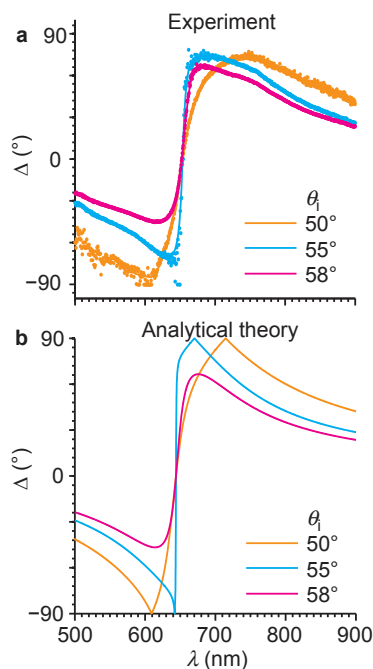 Experiment
a
90
0
−90
Δ (°)
θi
50°
55°
58°
Analytical theory
b
90
0
−90
Δ (°)
θi
50°
55°
58°
500 600 700 800 900
λ (nm)